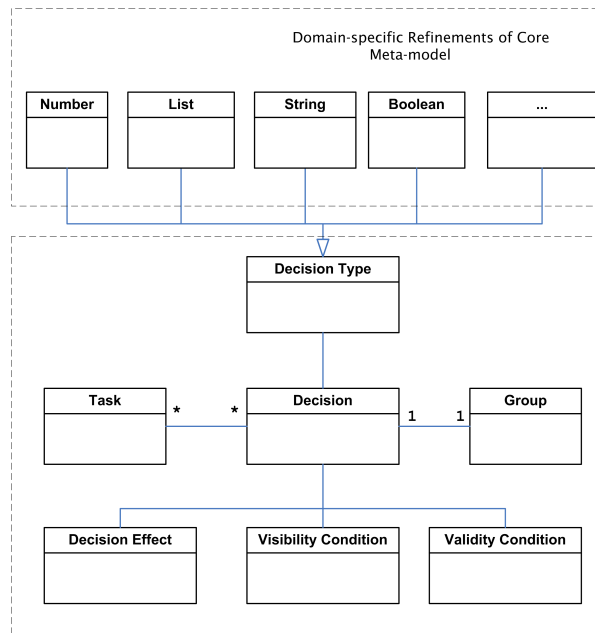 Domain-specific Refinements of Core
Meta-model
Number List String Boolean ...
Decision Type
Task * * Decision 1 1 Group
Decision Effect Visibility Condition Validity Condition